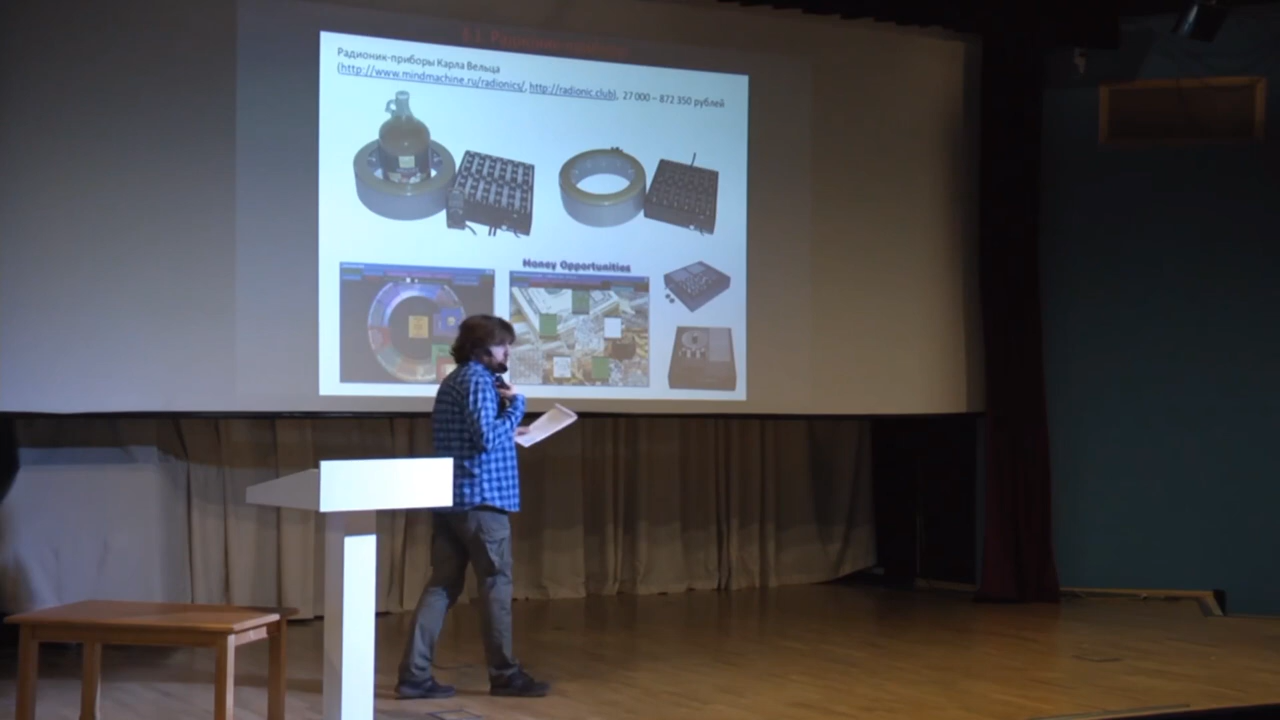 Радионик-приборы Карла Вельца
(http://www.mindmachine.ru/radionics/, http://radionic.club), 27 000 – 872 350 рублей
Money Opportunities